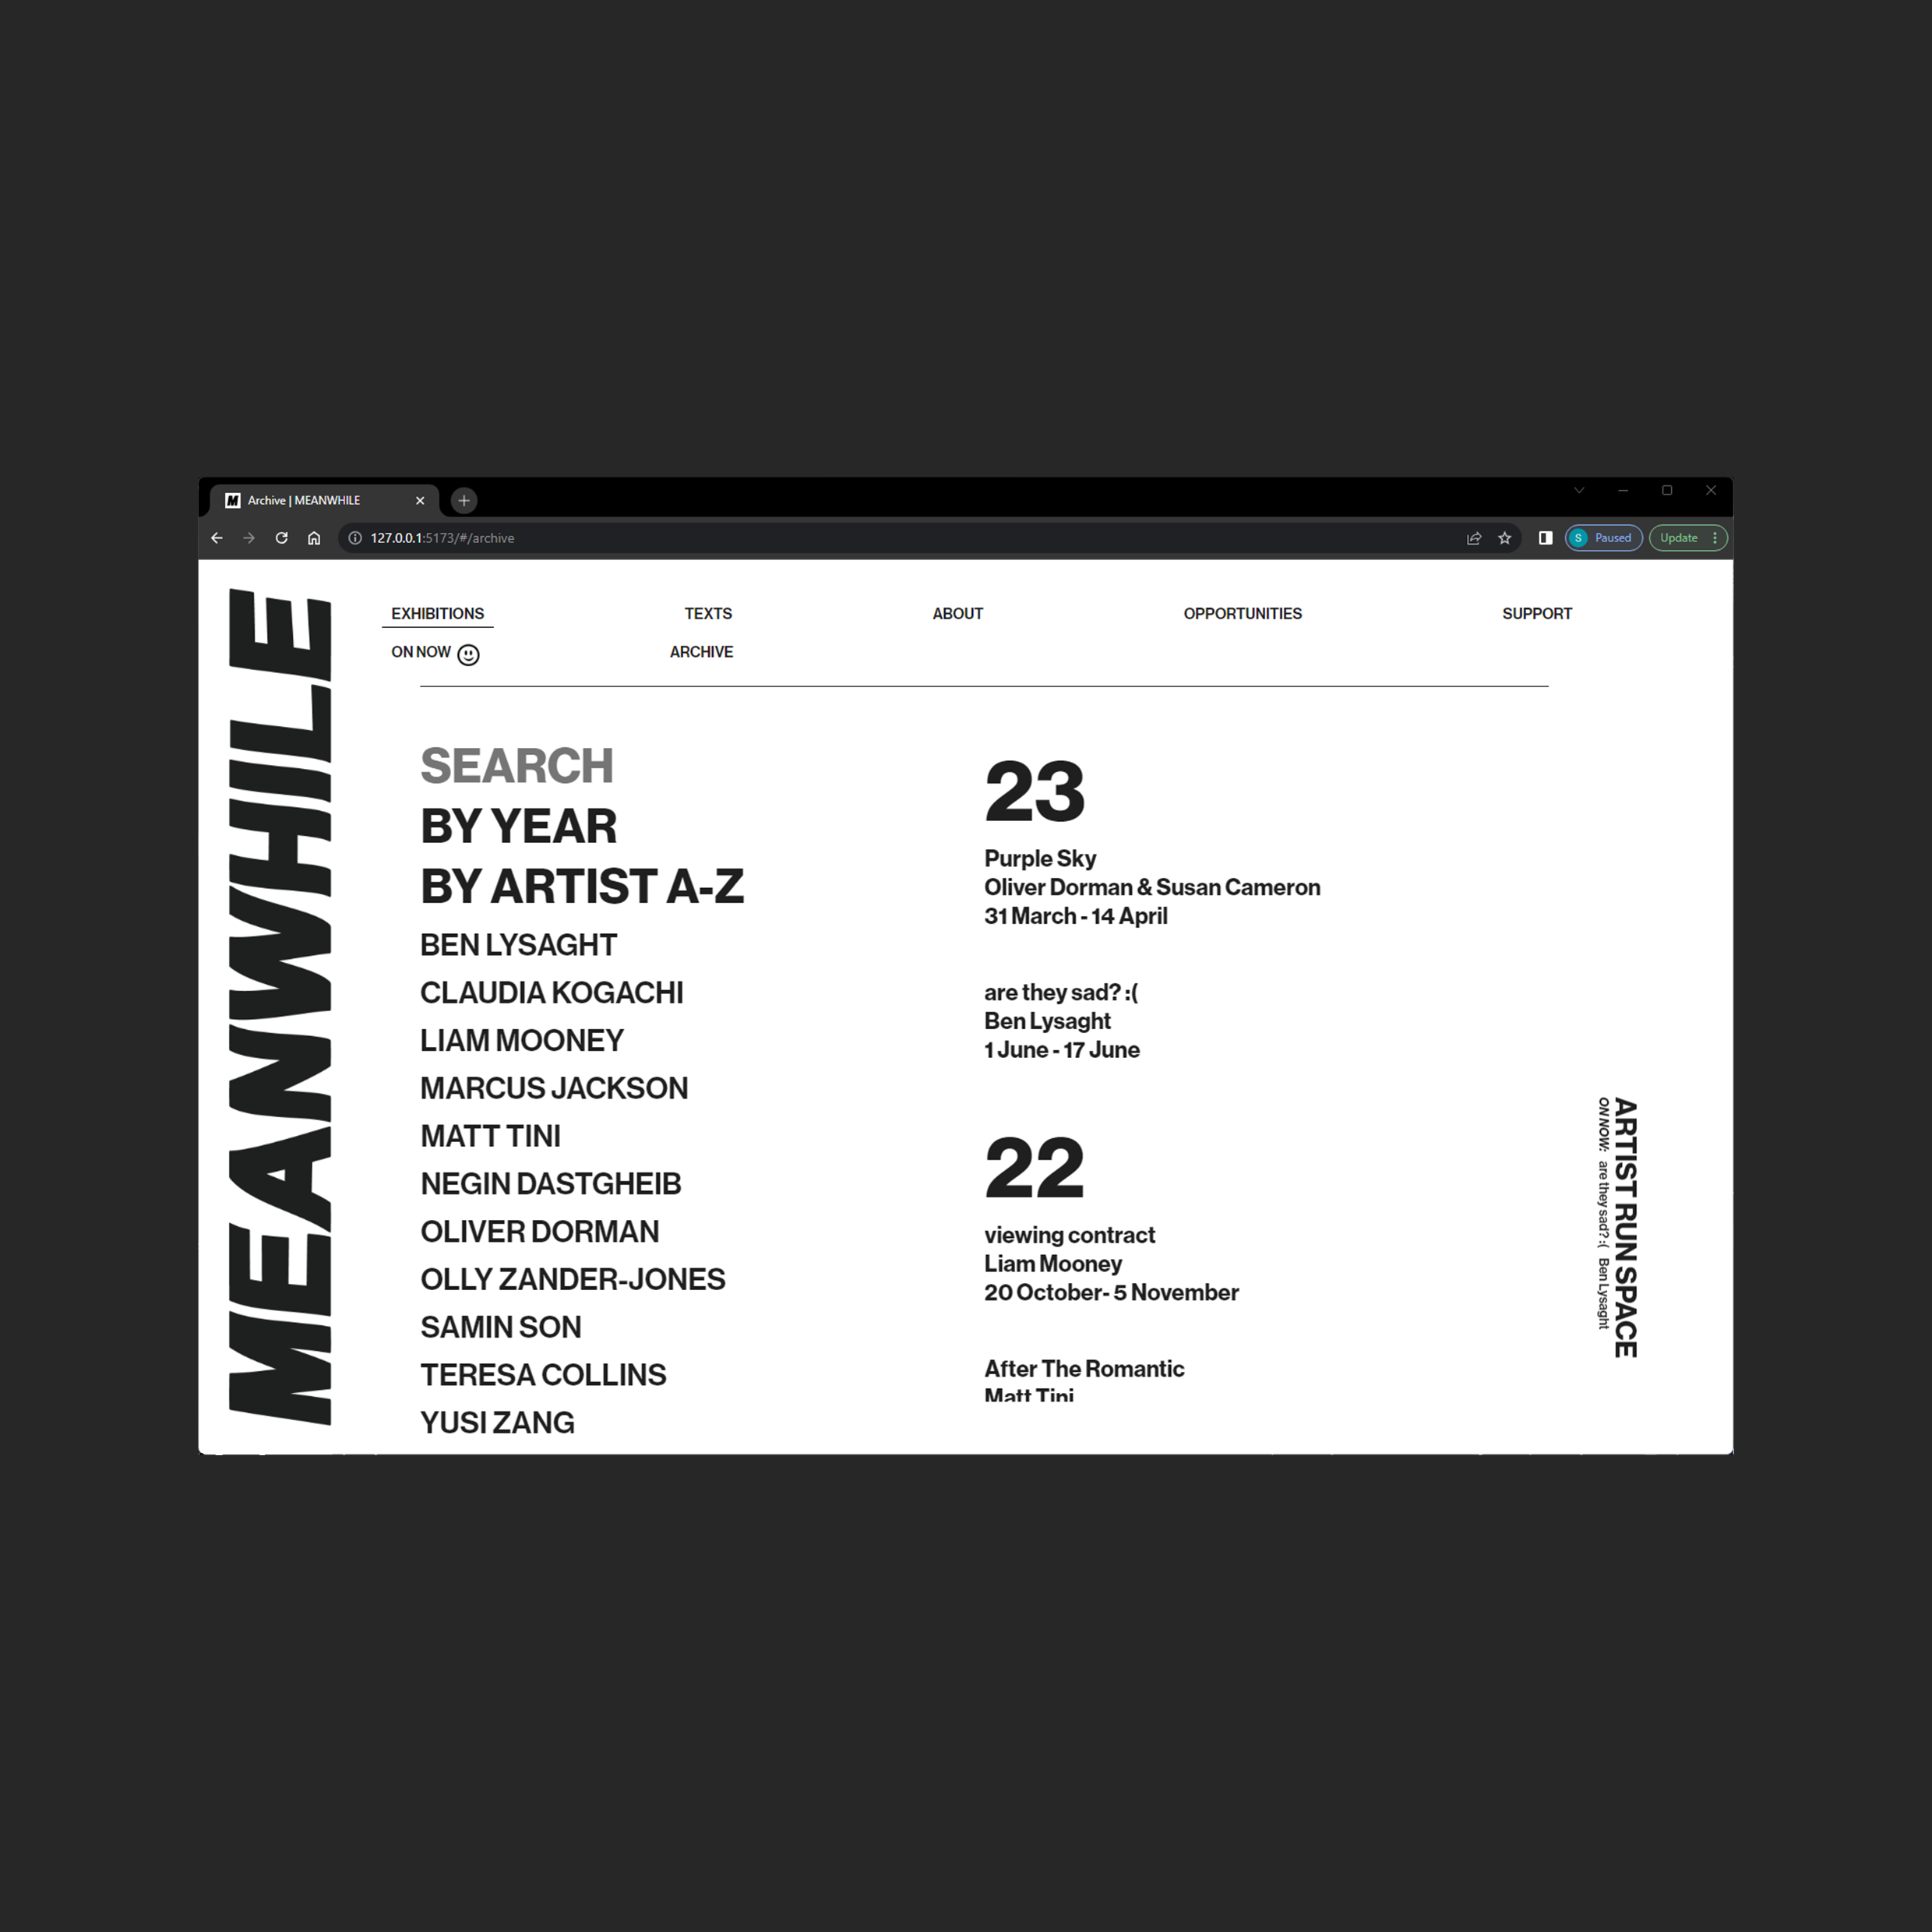 Archive | MEANWHILE
127.0.0.1:5173/#/archive
S Paused
Update
MEANWHILE
EXHIBITIONS
TEXTS
ABOUT
OPPORTUNITIES
SUPPORT
ON NOW
ARCHIVE
SEARCH
BY YEAR
BY ARTIST A-Z
BEN LYSAGHT
CLAUDIA KOGACHI
LIAM MOONEY
MARCUS JACKSON
MATT TINI
NEGIN DASTGHEIB
OLIVER DORMAN
OLLY ZANDER-JONES
SAMIN SON
TERESA COLLINS
YUSI ZANG
23
Purple Sky
Oliver Dorman & Susan Cameron
31 March - 14 April
are they sad? :(
Ben Lysaght
1 June - 17 June
22
viewing contract
Liam Mooney
20 October- 5 November
After The Romantic
Matt Tini
ARTIST RUN SPACE
ON NOW: are they sad? :( Ben Lysaght